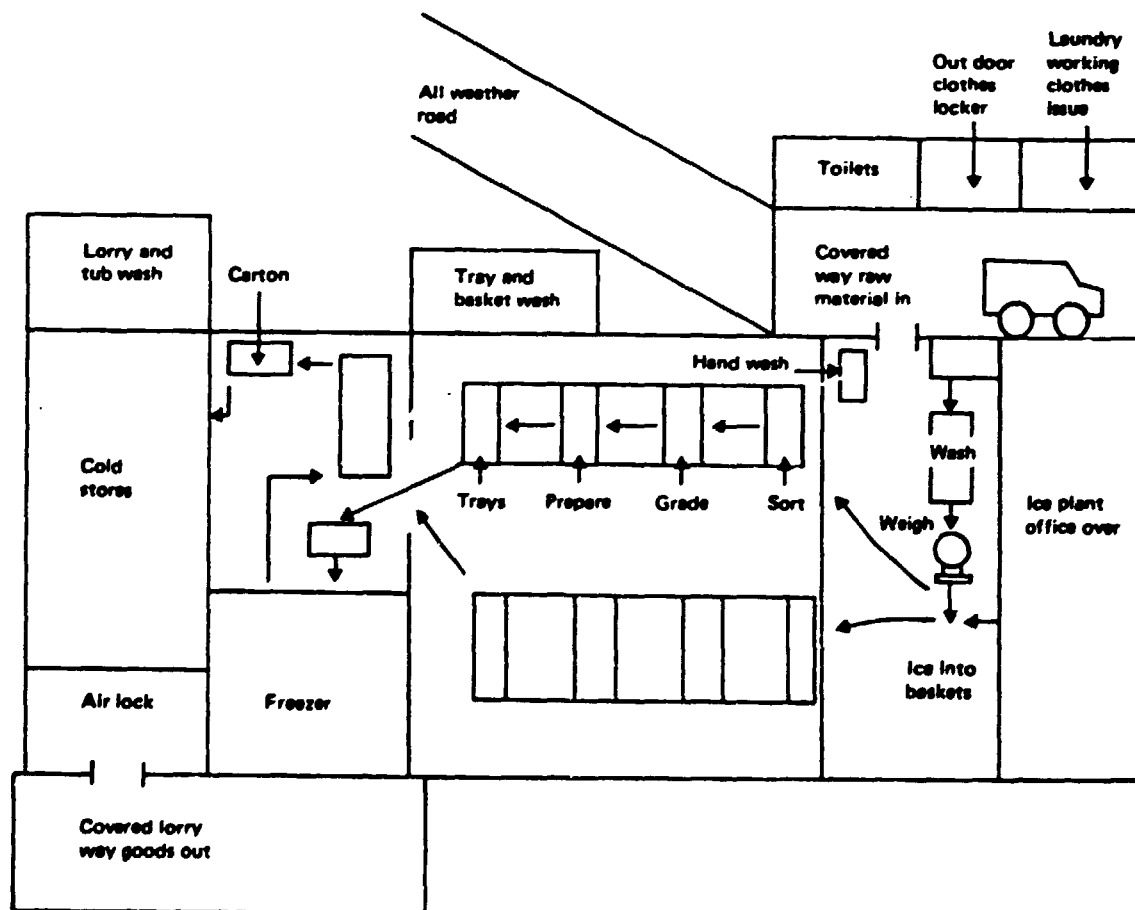 All weather
road
Out door
clothes
locker
Laundry
working
clothes
issue
Toilets
Lorry and
tub wash
Carton
Tray and
basket wash
Covered
way raw
material in
Hand wash
Cold
stores
Wash
Trays
Prepare
Grade
Sort
Weigh
Ice plant
office over
Air lock
Freezer
Ice into
baskets
Covered lorry
way goods out